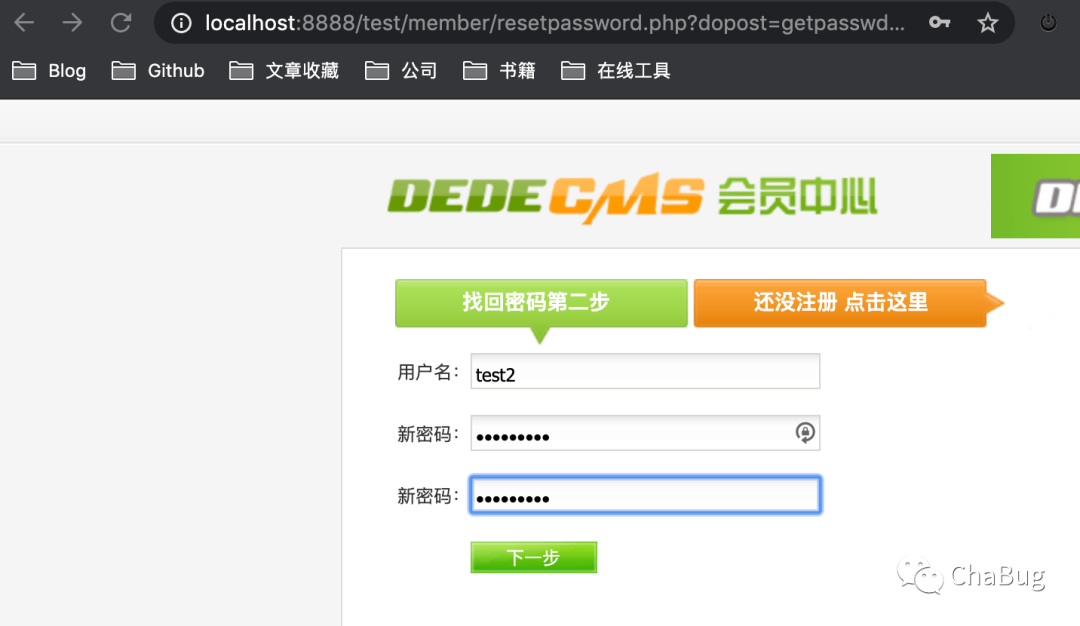 localhost:8888/test/member/resetpassword.php?dopost=getpasswd...
Blog Github 文章收藏 公司 书籍 在线工具
DEDECMS 会员中心
找回密码第二步 还没注册 点击这里
用户名： test2
新密码： •••••••••
新密码： •••••••••
下一步
ChaBug